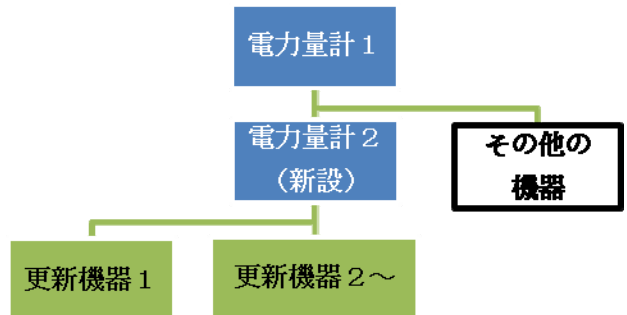 電力量計１
電力量計２
（新設）
その他の
機器
更新機器１
更新機器２～